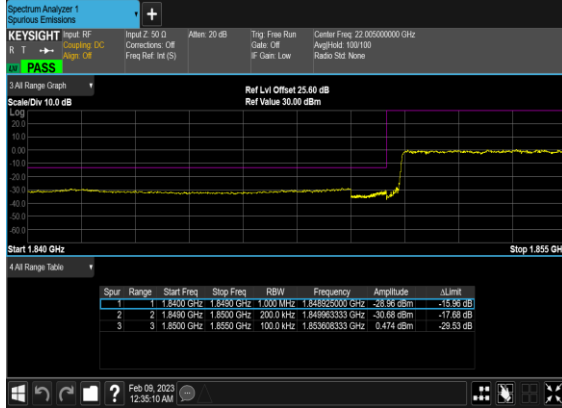 Spectrum Analyzer 1
Spurious Emissions
+
KEYSIGHT Input: RF Input Z: 50 Ω Atten: 20 dB Trig: Free Run Center Freq: 22.005000000 GHz
R T Coupling: DC Corrections: Off Gate: Off Avg|Hold: 100/100
Align: Off Freq Ref: Int (S) IF Gain: Low Radio Std: None
PASS
3 All Range Graph
Ref Lvl Offset 25.60 dB
Scale/Div 10.0 dB Ref Value 30.00 dBm
Log
20.0
10.0
0.00
-10.0
-20.0
-30.0
-40.0
-50.0
-60.0
Start 1.840 GHz Stop 1.855 GH
4 All Range Table
Spur Range Start Freq Stop Freq RBW Frequency Amplitude ΔLimit
1 1 1.8400 GHz 1.8490 GHz 1.000 MHz 1.848925000 GHz -28.96 dBm -15.96 dB
2 2 1.8490 GHz 1.8500 GHz 200.0 kHz 1.849963333 GHz -30.68 dBm -17.68 dB
3 3 1.8500 GHz 1.8550 GHz 100.0 kHz 1.853608333 GHz 0.474 dBm -29.53 dB
? Feb 09, 2023
12:35:10 AM